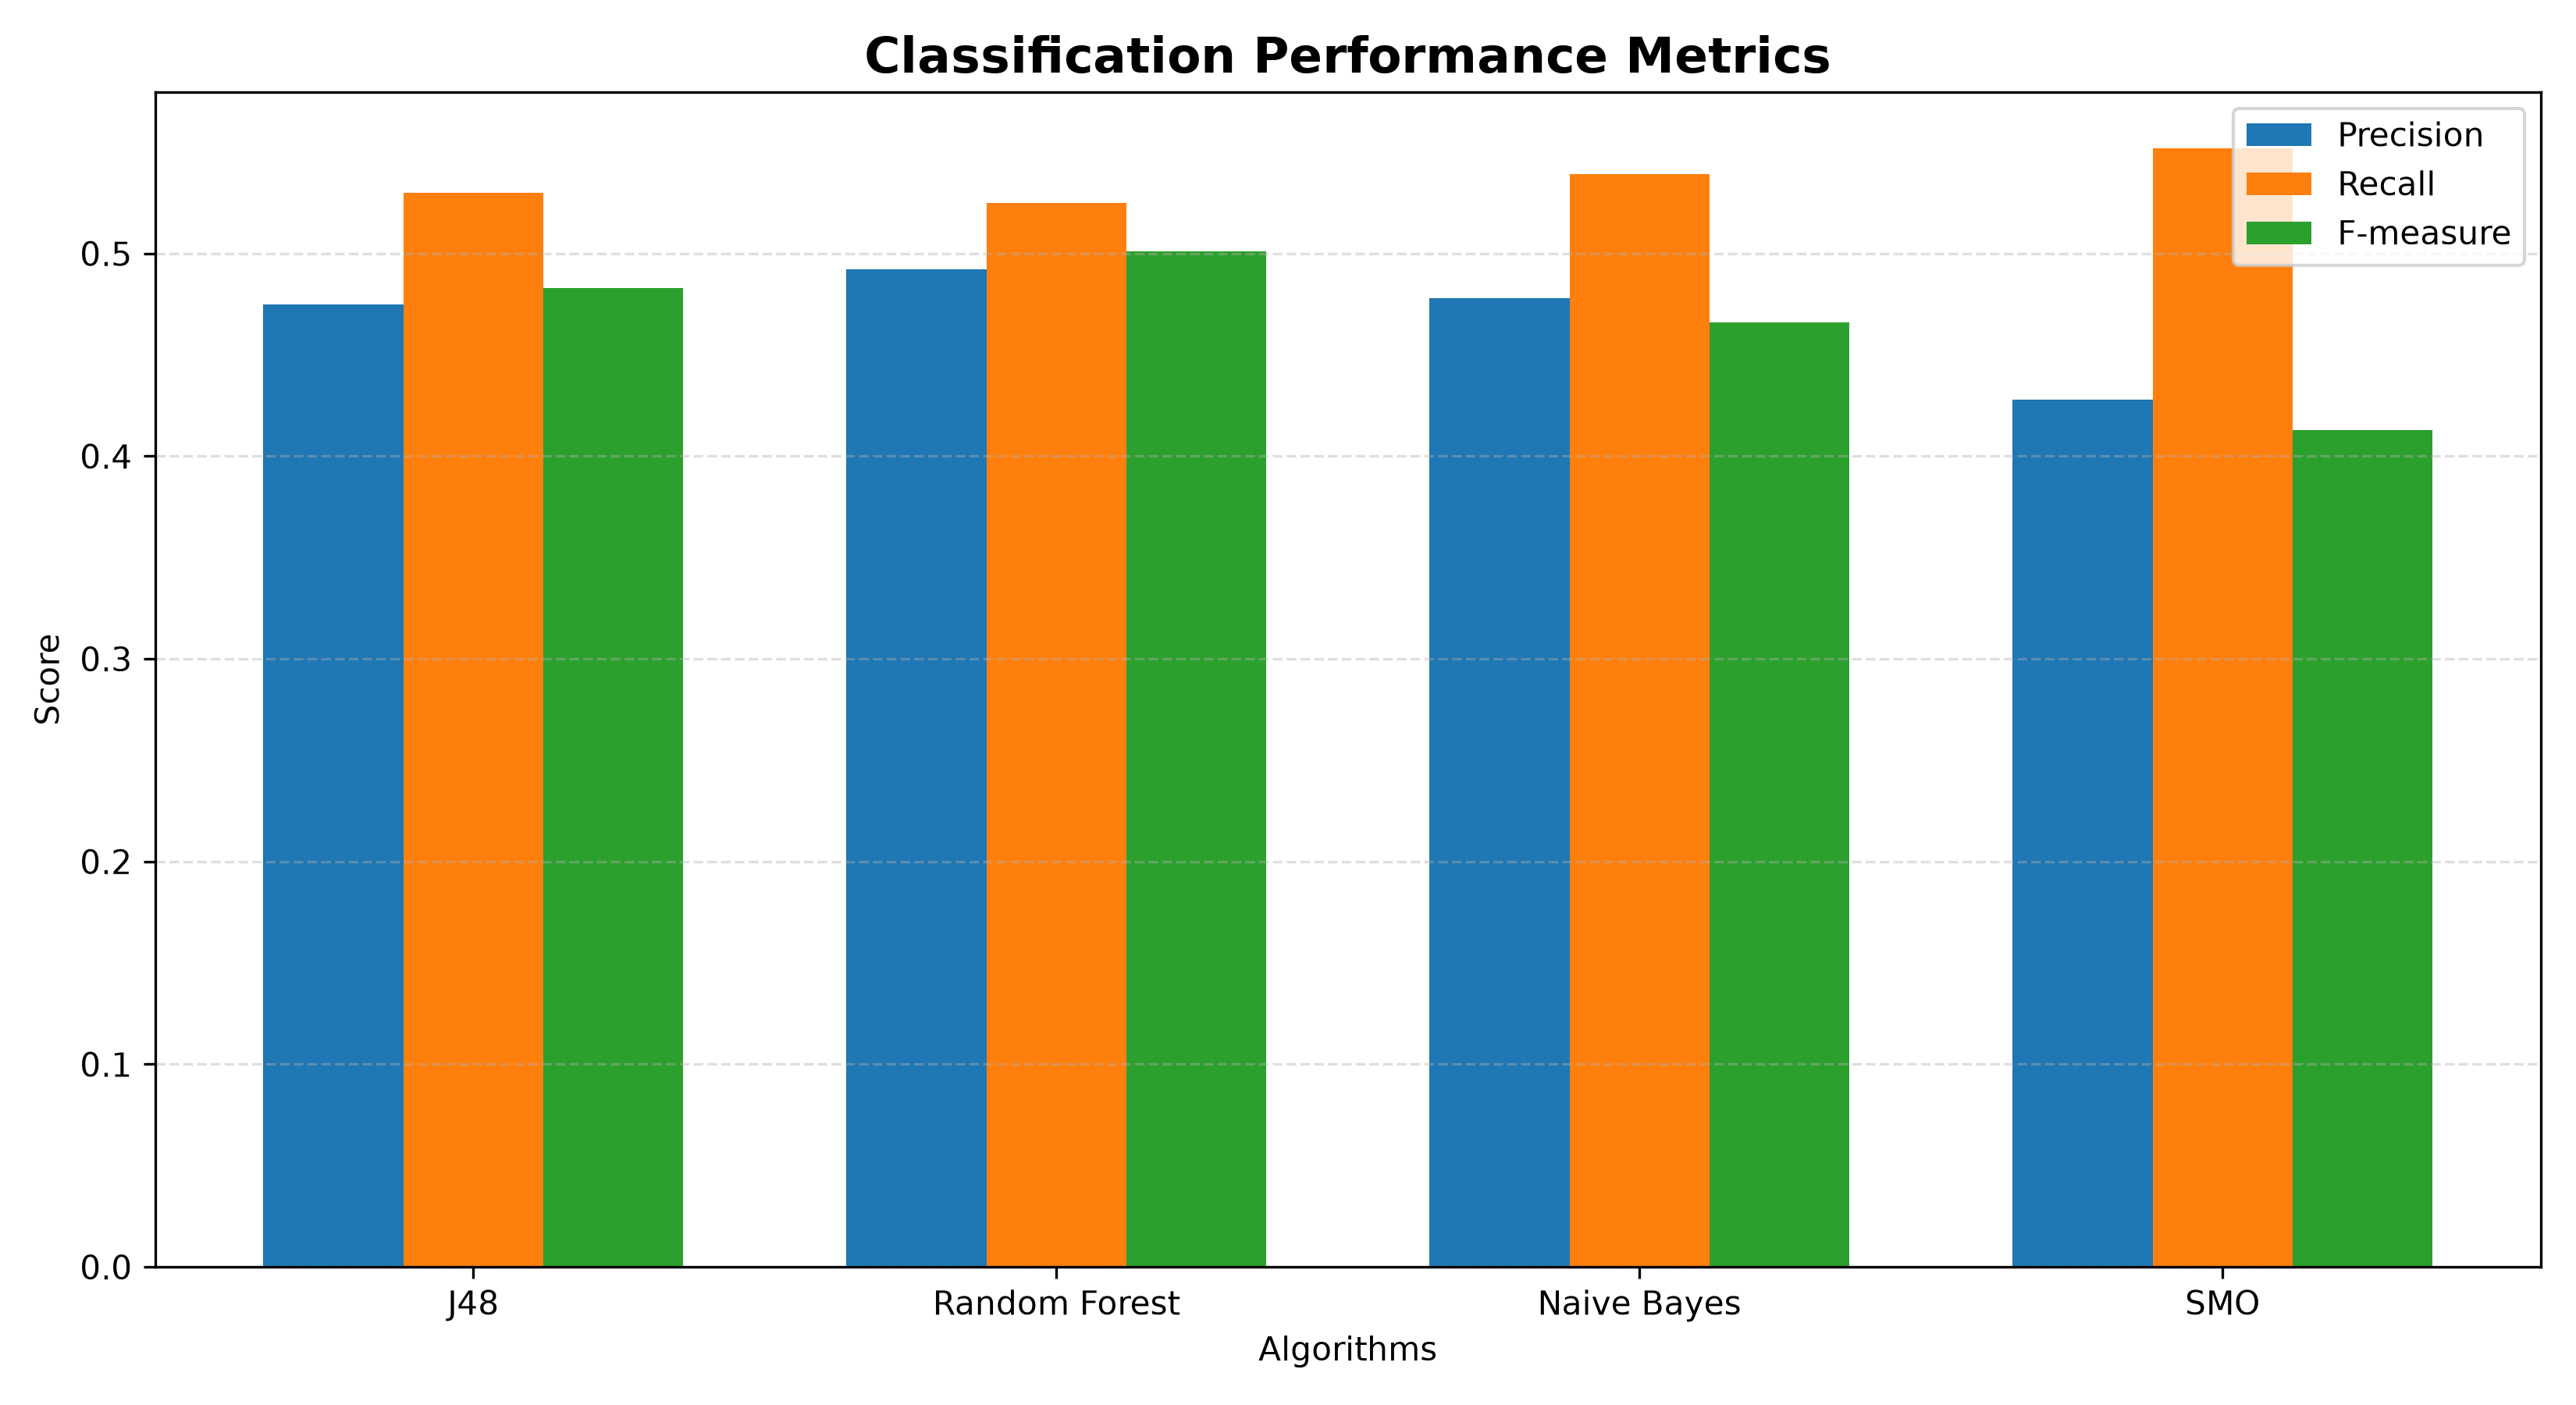 Classification Performance Metrics
Precision
Recall
F-measure
Score
0.5
0.4
0.3
0.2
0.1
0.0
J48
Random Forest
Naive Bayes
SMO
Algorithms